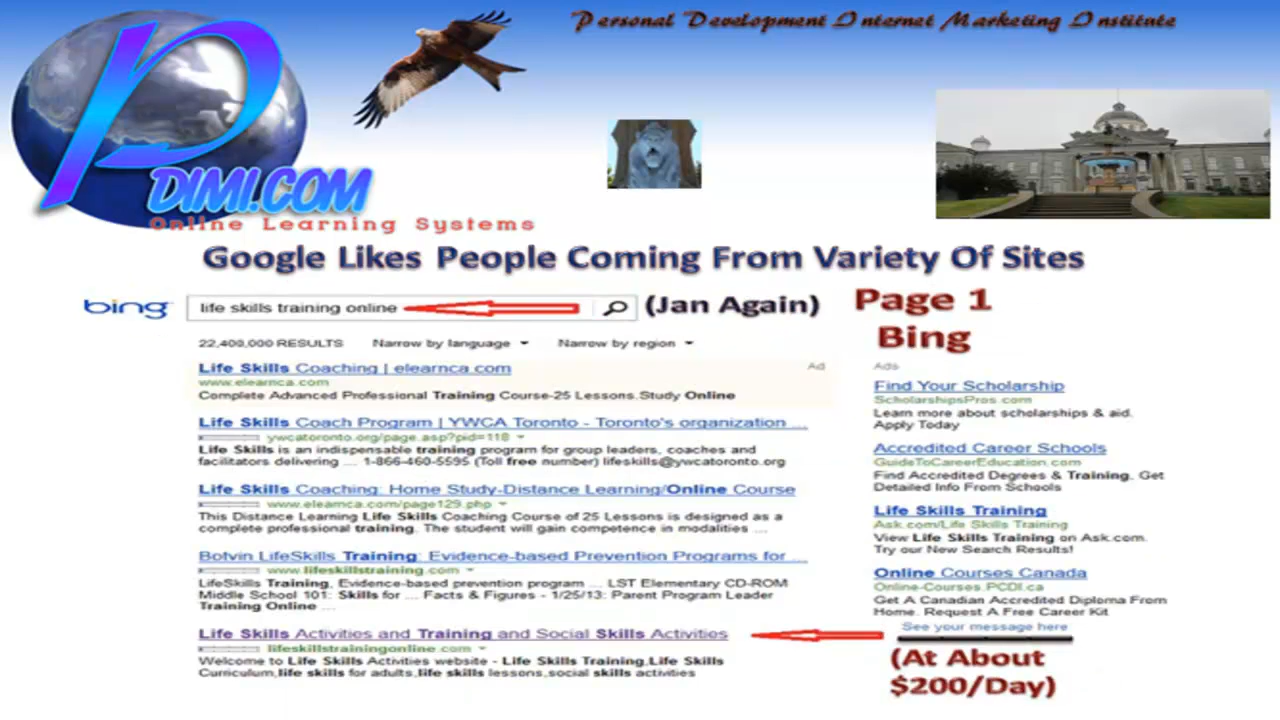 Personal Development Internet Marketing Institute
P
DIMI.COM
Online Learning Systems
Google Likes People Coming From Variety Of Sites
bing
life skills training online
(Jan Again)
Page 1
Bing
22,400,000 RESULTS Narrow by language Narrow by region
Life Skills Coaching | elearnca.com
Ad
www.elearnca.com
Complete Advanced Professional Training Course-25 Lessons.Study Online
Life Skills Coach Program | YWCA Toronto - Toronto's organization ...
ywcatoronto.org/page.asp?pid=118
Life Skills is an indispensable training program for group leaders, coaches and
facilitators delivering ... 1-866-460-5595 (Toll free number) lifeskills@ywcatoronto.org
Life Skills Coaching: Home Study-Distance Learning/Online Course
www.elearnca.com/page129.php
This Distance Learning Life Skills Coaching Course of 25 Lessons is designed as a
complete professional training. The student will gain competence in modalities ...
Botvin LifeSkills Training: Evidence-based Prevention Programs for ...
www.lifeskillstraining.com
LifeSkills Training, Evidence-based prevention program ... LST Elementary CD-ROM
Middle School 101: Skills for ... Facts & Figures - 1/25/13: Parent Program Leader
Training Online ...
Life Skills Activities and Training and Social Skills Activities
lifeskillstrainingonline.com
Welcome to Life Skills Activities website - Life Skills Training,Life Skills
Curriculum,life skills for adults,life skills lessons,social skills activities
Ads
Find Your Scholarship
ScholarshipsPros.com
Learn more about scholarships & aid.
Apply Today
Accredited Career Schools
GuideToCareerEducation.com
Find Accredited Degrees & Training. Get
Detailed Info From Schools
Life Skills Training
Ask.com/Life Skills Training
View Life Skills Training on Ask.com.
Try our New Search Results!
Online Courses Canada
Online-Courses.PCDI.ca
Get A Canadian Accredited Diploma From
Home. Request A Free Career Kit
See your message here
(At About
$200/Day)